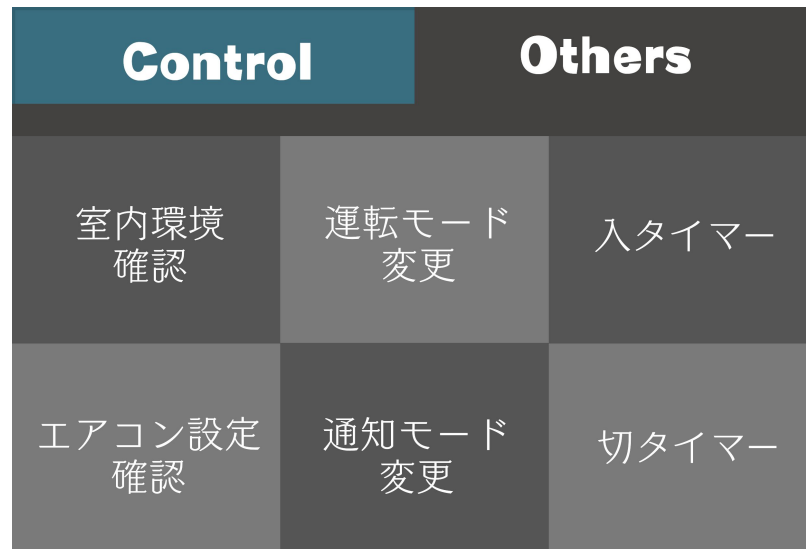 Control
Others
室内環境
確認
運転モード
変更
入タイマー
エアコン設定
確認
通知モード
変更
切タイマー